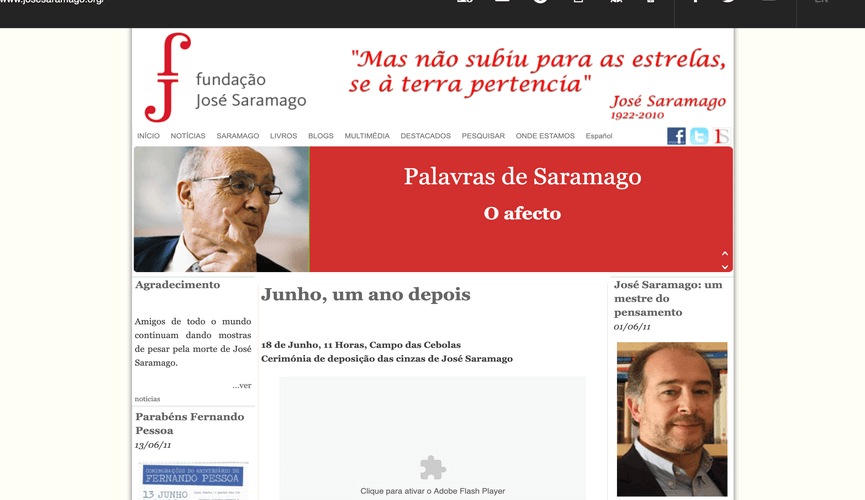 www.josesaramago.org/
fundação
José Saramago
"Mas não subiu para as estrelas,
se à terra pertencia"
José Saramago
1922-2010
INÍCIO NOTÍCIAS SARAMAGO LIVROS BLOGS MULTIMÉDIA DESTACADOS PESQUISAR ONDE ESTAMOS Español
Palavras de Saramago
O afecto
Agradecimento
Amigos de todo o mundo
continuam dando mostras
de pesar pela morte de José
Saramago.
...ver
noticias
Parabéns Fernando
Pessoa
13/06/11
COMEMORAÇÕES DO ANIVERSÁRIO DE
FERNANDO PESSOA
13 JUNHO
Junho, um ano depois
18 de Junho, 11 Horas, Campo das Cebolas
Cerimónia de deposição das cinzas de José Saramago
Clique para ativar o Adobe Flash Player
José Saramago: um
mestre do
pensamento
01/06/11